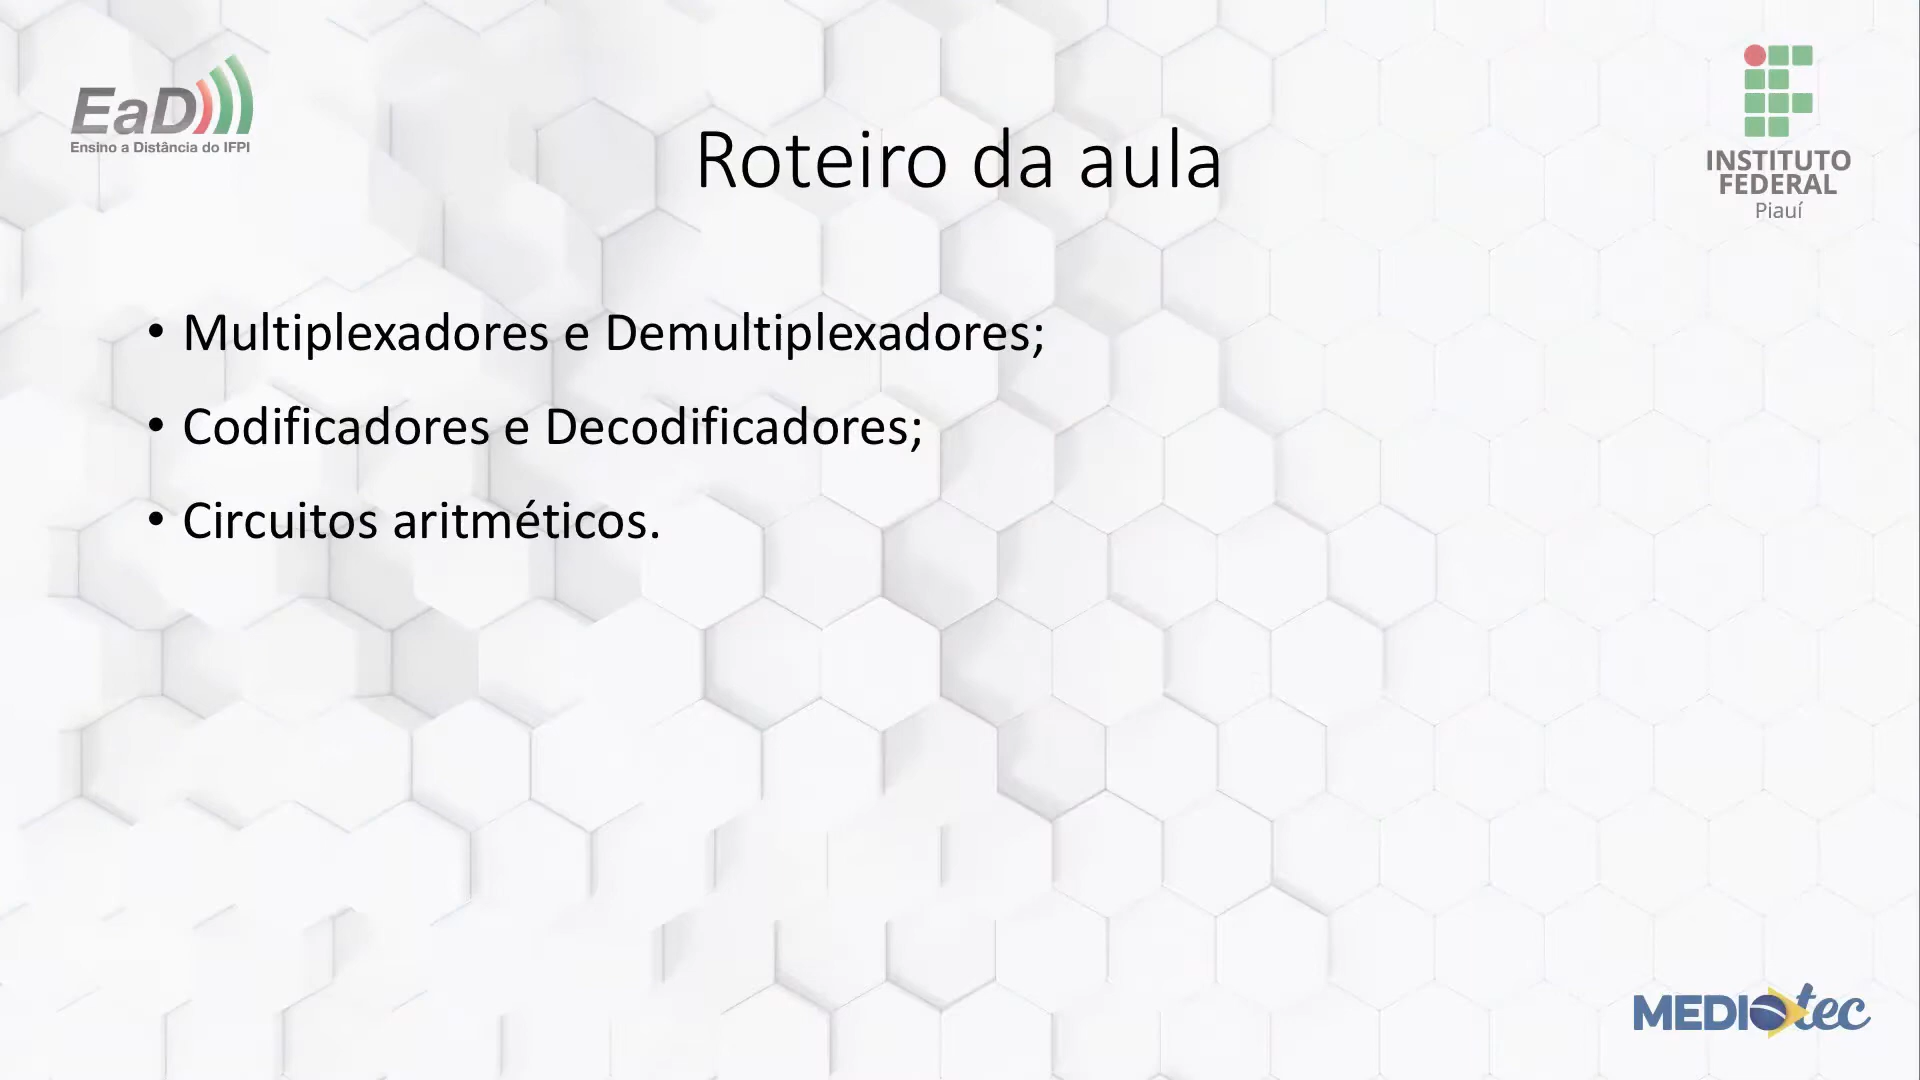 EaD
Ensino a Distância do IFPI
Roteiro da aula
INSTITUTO
FEDERAL
Piauí
• Multiplexadores e Demultiplexadores;
• Codificadores e Decodificadores;
• Circuitos aritméticos.
MEDIOtec